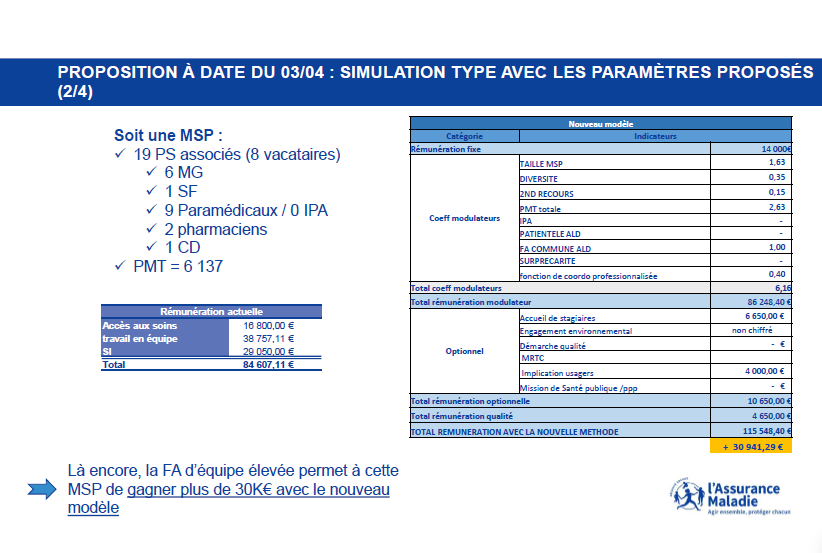 PROPOSITION À DATE DU 03/04 : SIMULATION TYPE AVEC LES PARAMÈTRES PROPOSÉS
(2/4)
Soit une MSP :
19 PS associés (8 vacataires)
6 MG
1 SF
9 Paramédicaux / 0 IPA
2 pharmaciens
1 CD
PMT = 6 137
Rémunération actuelle
Accès aux soins 16 800,00 €
travail en équipe 38 757,11 €
SI 29 050,00 €
Total 84 607,11 €
Nouveau modèle
Catégorie Indicateurs
Rémunération fixe 14 000€
Coeff modulateurs
TAILLE MSP 1,63
DIVERSITE 0,35
2ND RECOURS 0,15
PMT totale 2,63
IPA -
PATIENTELE ALD -
FA COMMUNE ALD 1,00
SURPRECARITE -
fonction de coordo professionnalisée 0,40
Total coeff modulateurs 6,16
Total rémunération modulateur 86 248,40 €
Optionnel
Accueil de stagiaires 6 650,00 €
Engagement environnemental non chiffré
Démarche qualité - €
MRTC
Implication usagers 4 000,00 €
Mission de Santé publique /ppp - €
Total rémunération optionnelle 10 650,00 €
Total rémunération qualité 4 650,00 €
TOTAL REMUNERATION AVEC LA NOUVELLE METHODE 115 548,40 €
+ 30 941,29 €
Là encore, la FA d'équipe élevée permet à cette
MSP de gagner plus de 30K€ avec le nouveau
modèle
l'Assurance
Maladie
Agir ensemble, protéger chacun